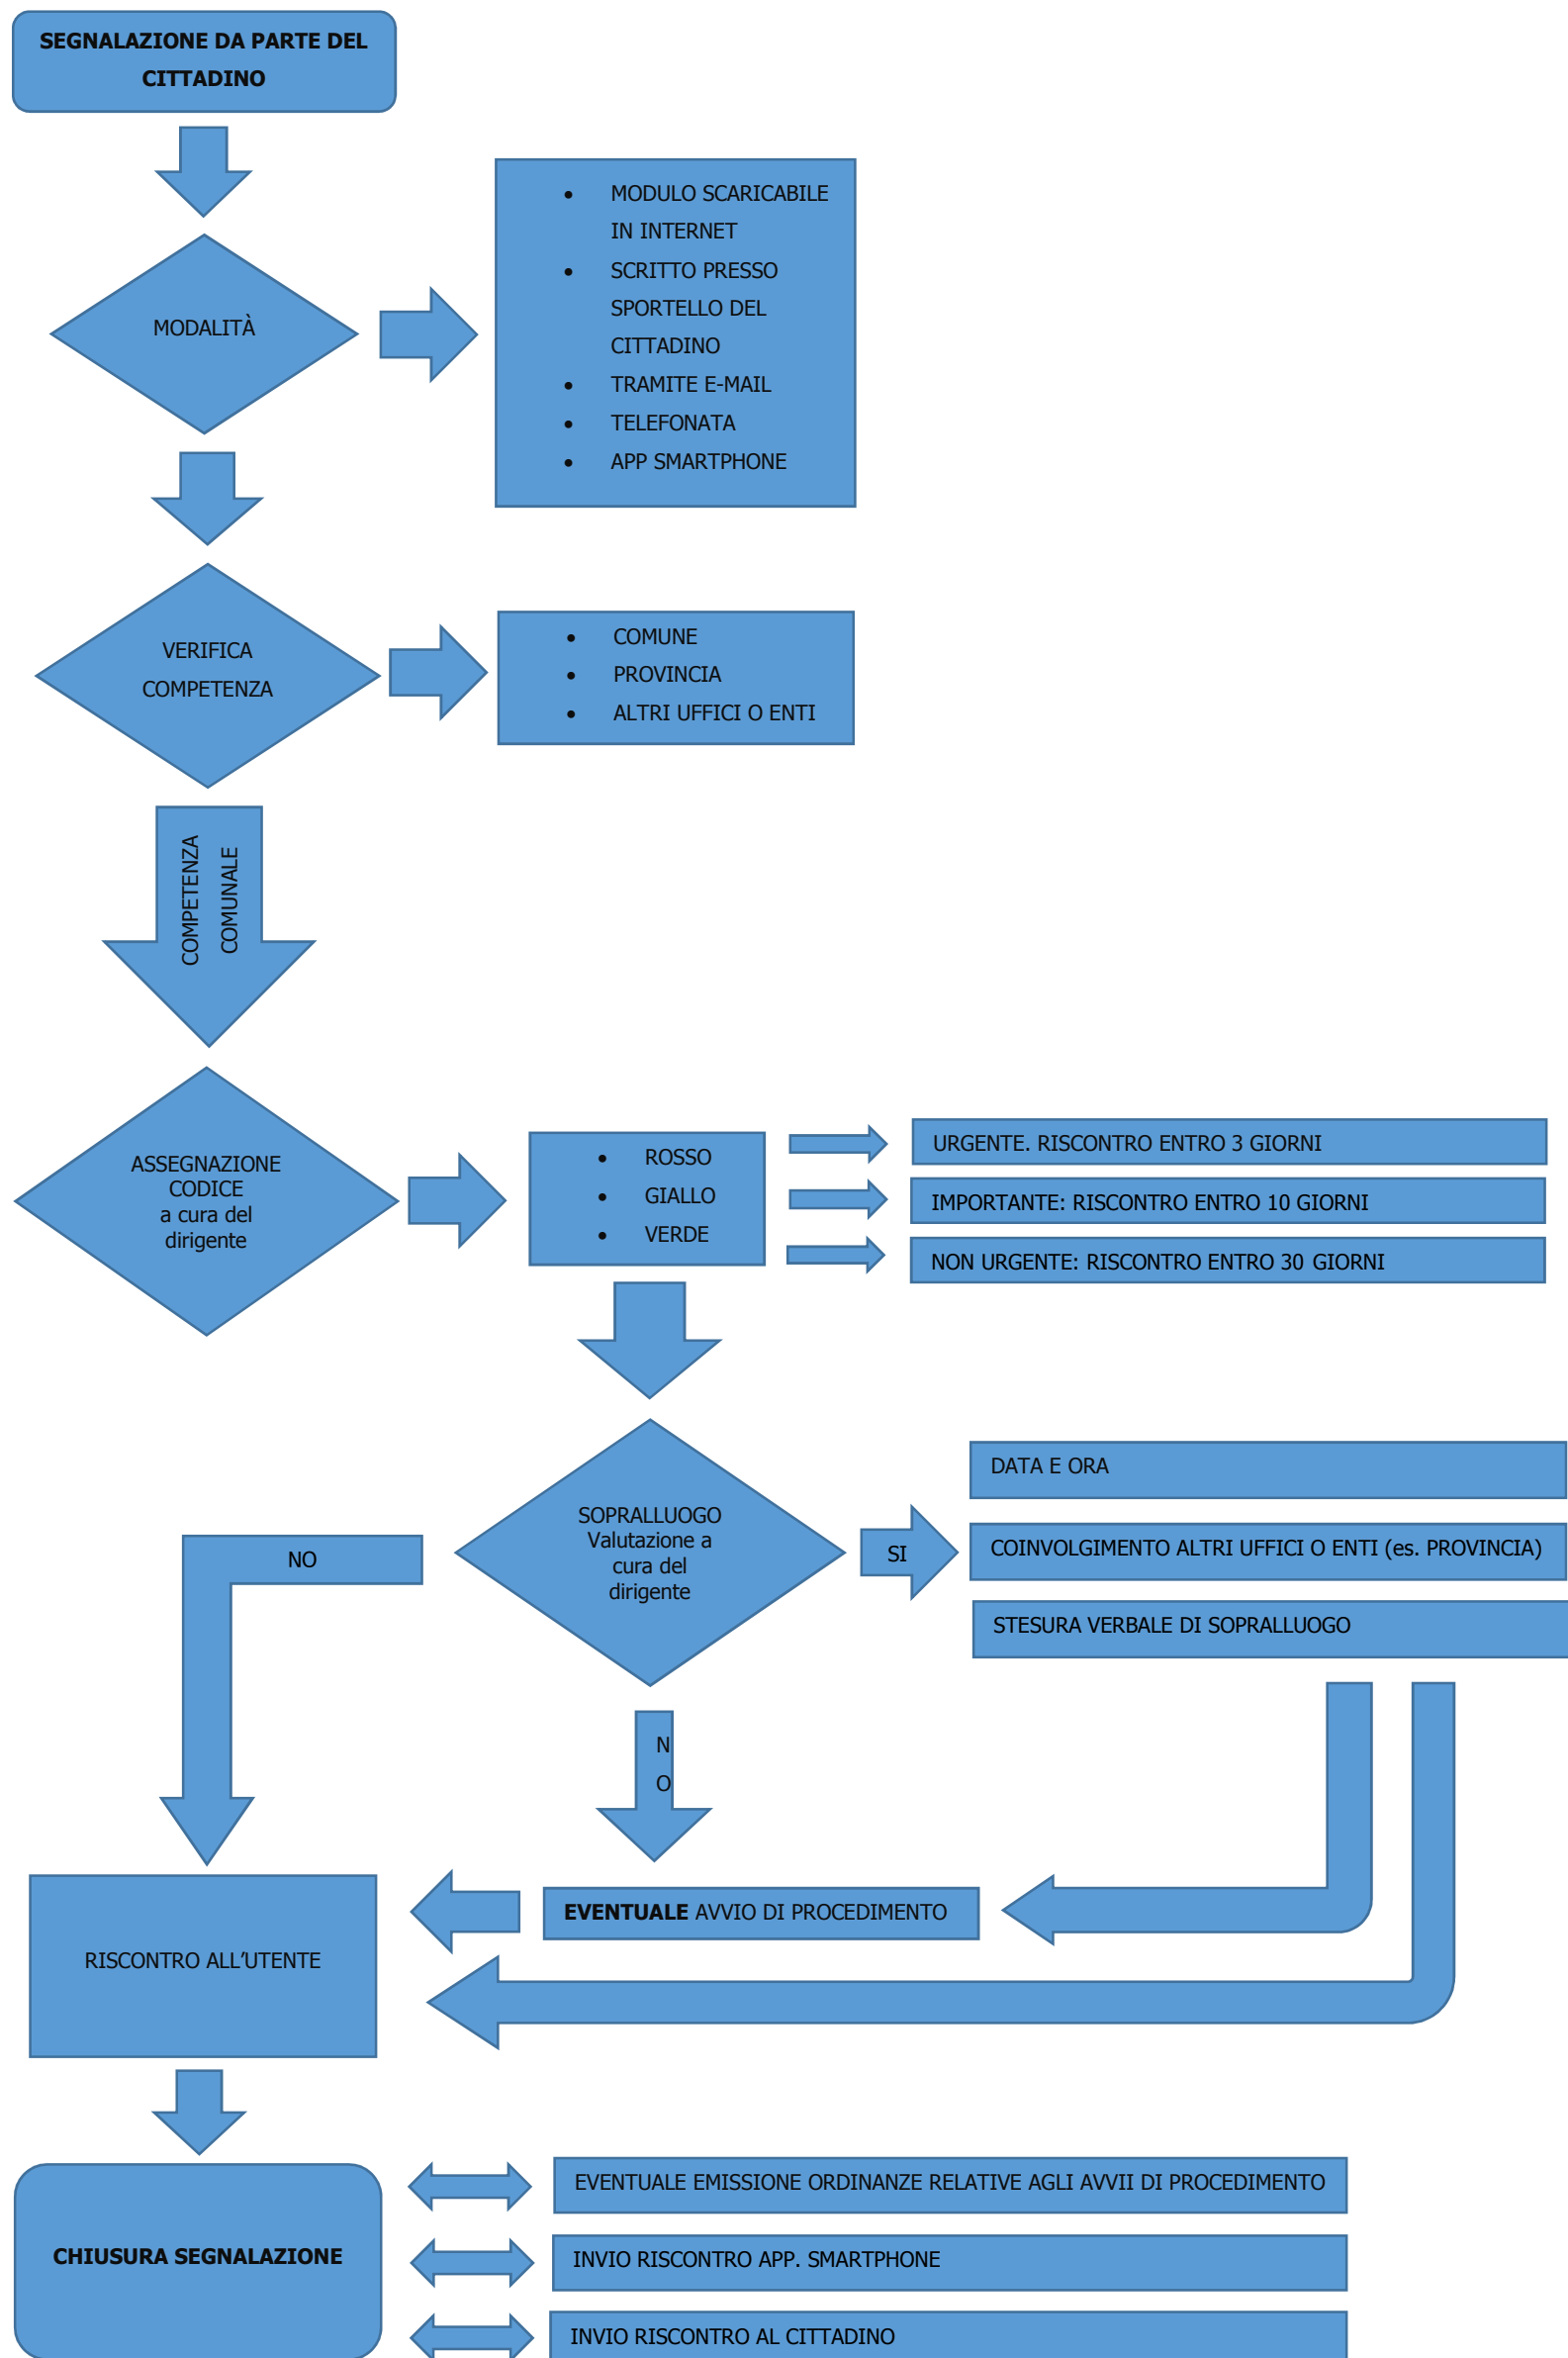 SEGNALAZIONE DA PARTE DEL
CITTADINO
MODALITÀ
• MODULO SCARICABILE
IN INTERNET
• SCRITTO PRESSO
SPORTELLO DEL
CITTADINO
• TRAMITE E-MAIL
• TELEFONATA
• APP SMARTPHONE
VERIFICA
COMPETENZA
• COMUNE
• PROVINCIA
• ALTRI UFFICI O ENTI
COMPETENZA
COMUNALE
ASSEGNAZIONE
CODICE
a cura del
dirigente
• ROSSO
• GIALLO
• VERDE
URGENTE. RISCONTRO ENTRO 3 GIORNI
IMPORTANTE: RISCONTRO ENTRO 10 GIORNI
NON URGENTE: RISCONTRO ENTRO 30 GIORNI
SOPRALLUOGO
Valutazione a
cura del
dirigente
NO
SI
DATA E ORA
COINVOLGIMENTO ALTRI UFFICI O ENTI (es. PROVINCIA)
STESURA VERBALE DI SOPRALLUOGO
N
O
EVENTUALE AVVIO DI PROCEDIMENTO
RISCONTRO ALL’UTENTE
CHIUSURA SEGNALAZIONE
EVENTUALE EMISSIONE ORDINANZE RELATIVE AGLI AVVII DI PROCEDIMENTO
INVIO RISCONTRO APP. SMARTPHONE
INVIO RISCONTRO AL CITTADINO